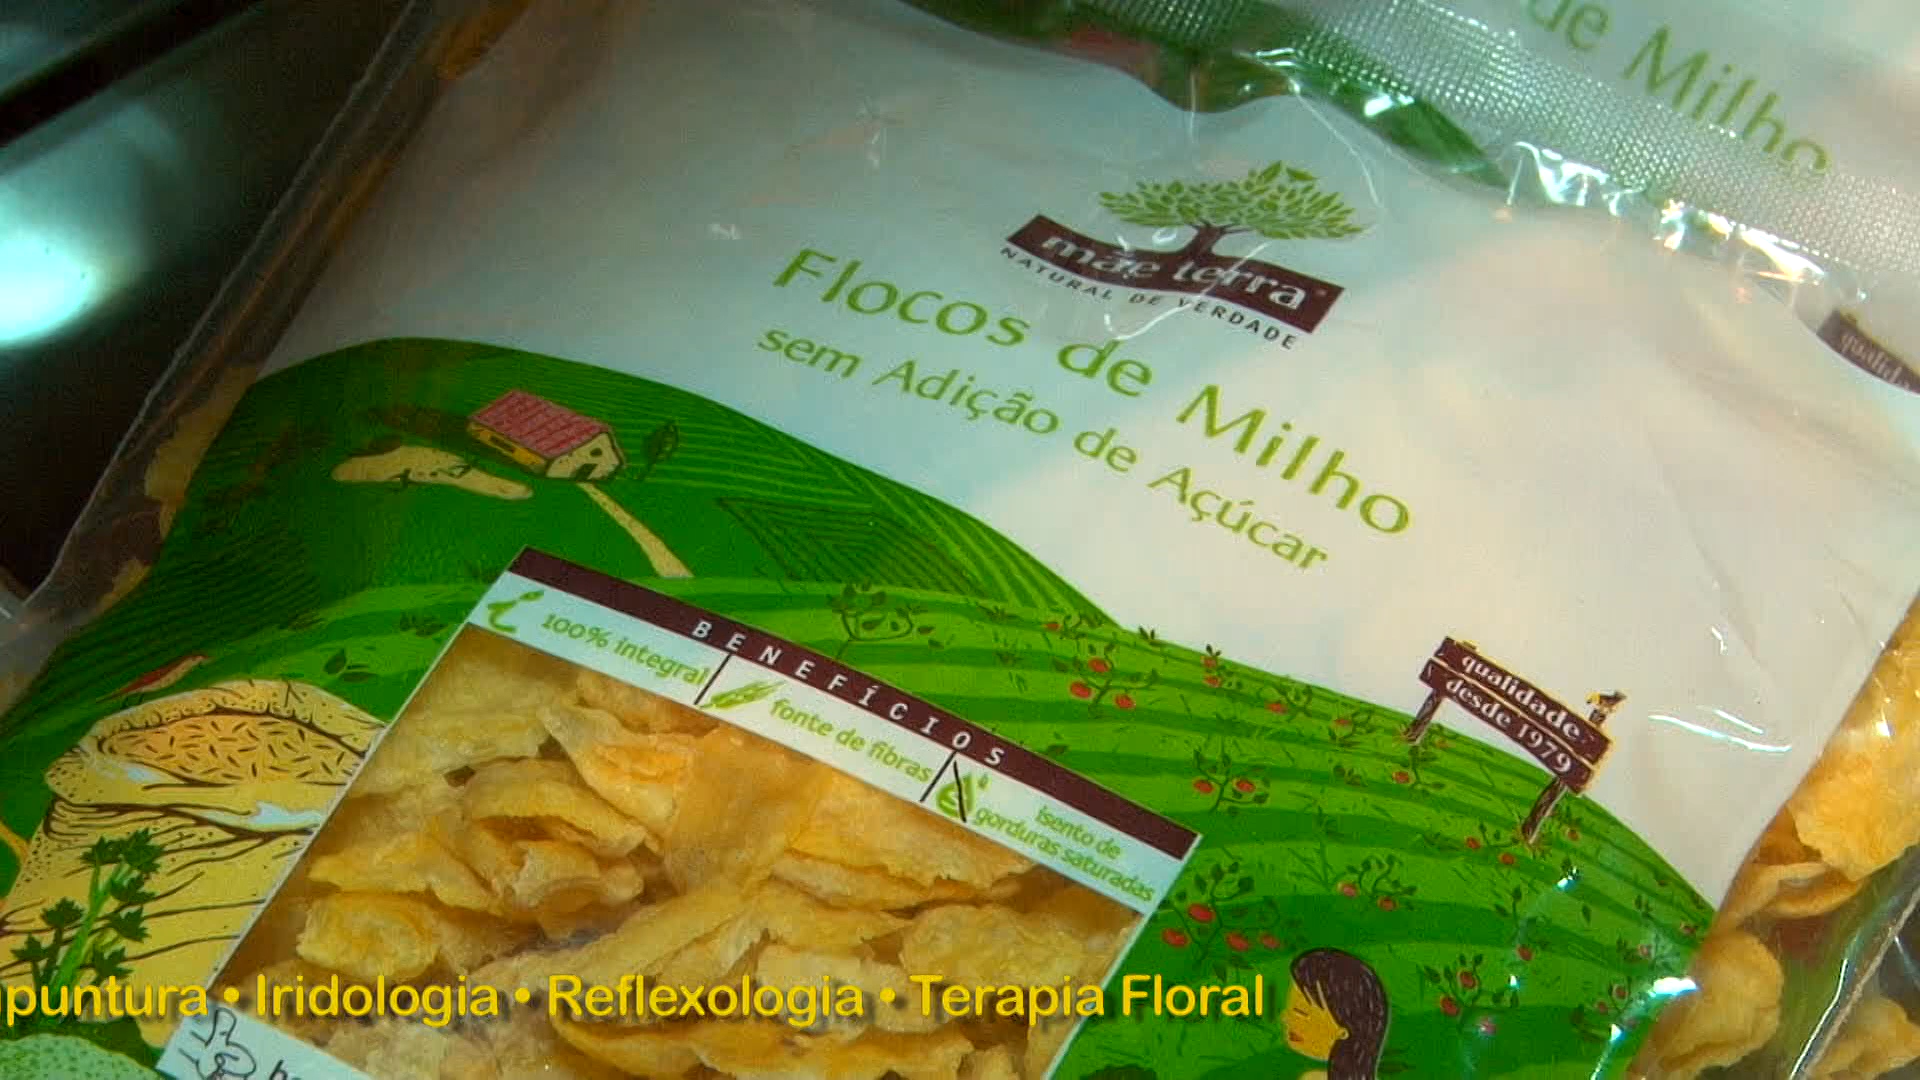 de Milho
mãe terra
NATURAL DE VERDADE
Flocos de Milho
sem Adição de Açúcar
BENEFÍCIOS
100% integral
fonte de fibras
isento de
gorduras saturadas
qualidade
desde 1979
puntura • Iridologia • Reflexologia • Terapia Floral